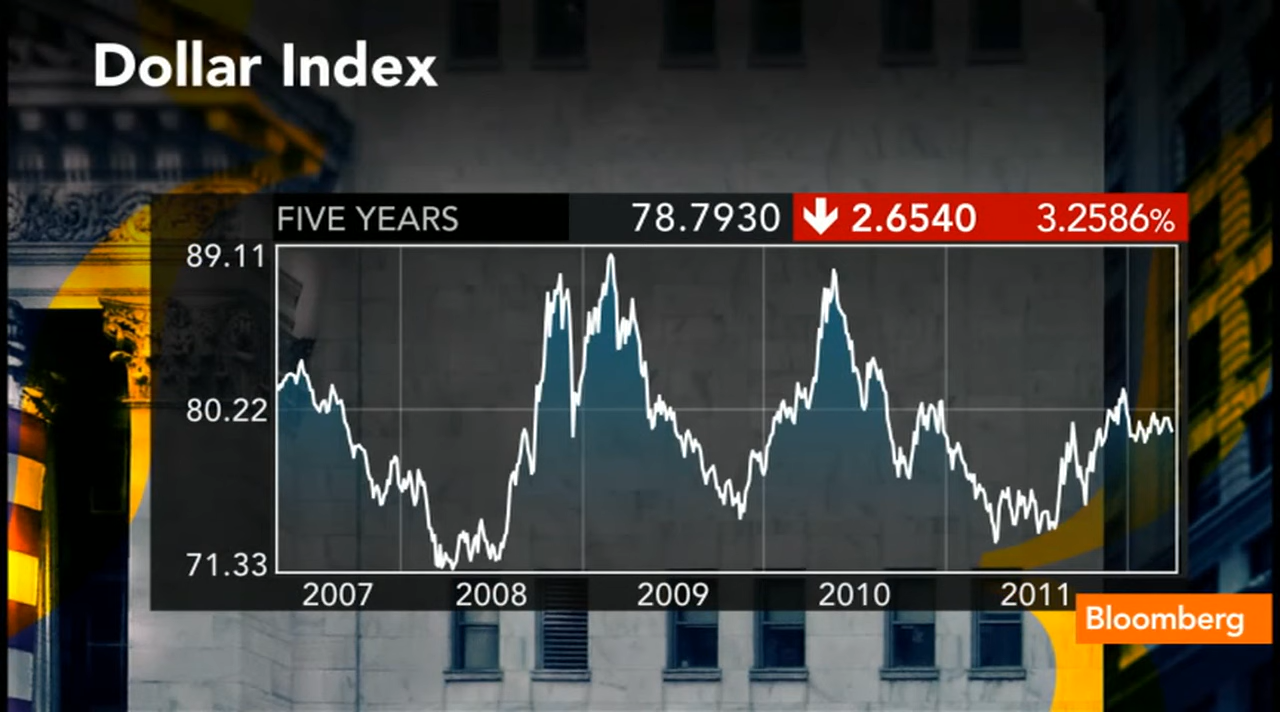 Dollar Index
FIVE YEARS 78.7930 2.6540 3.2586%
89.11
80.22
71.33
2007 2008 2009 2010 2011
Bloomberg